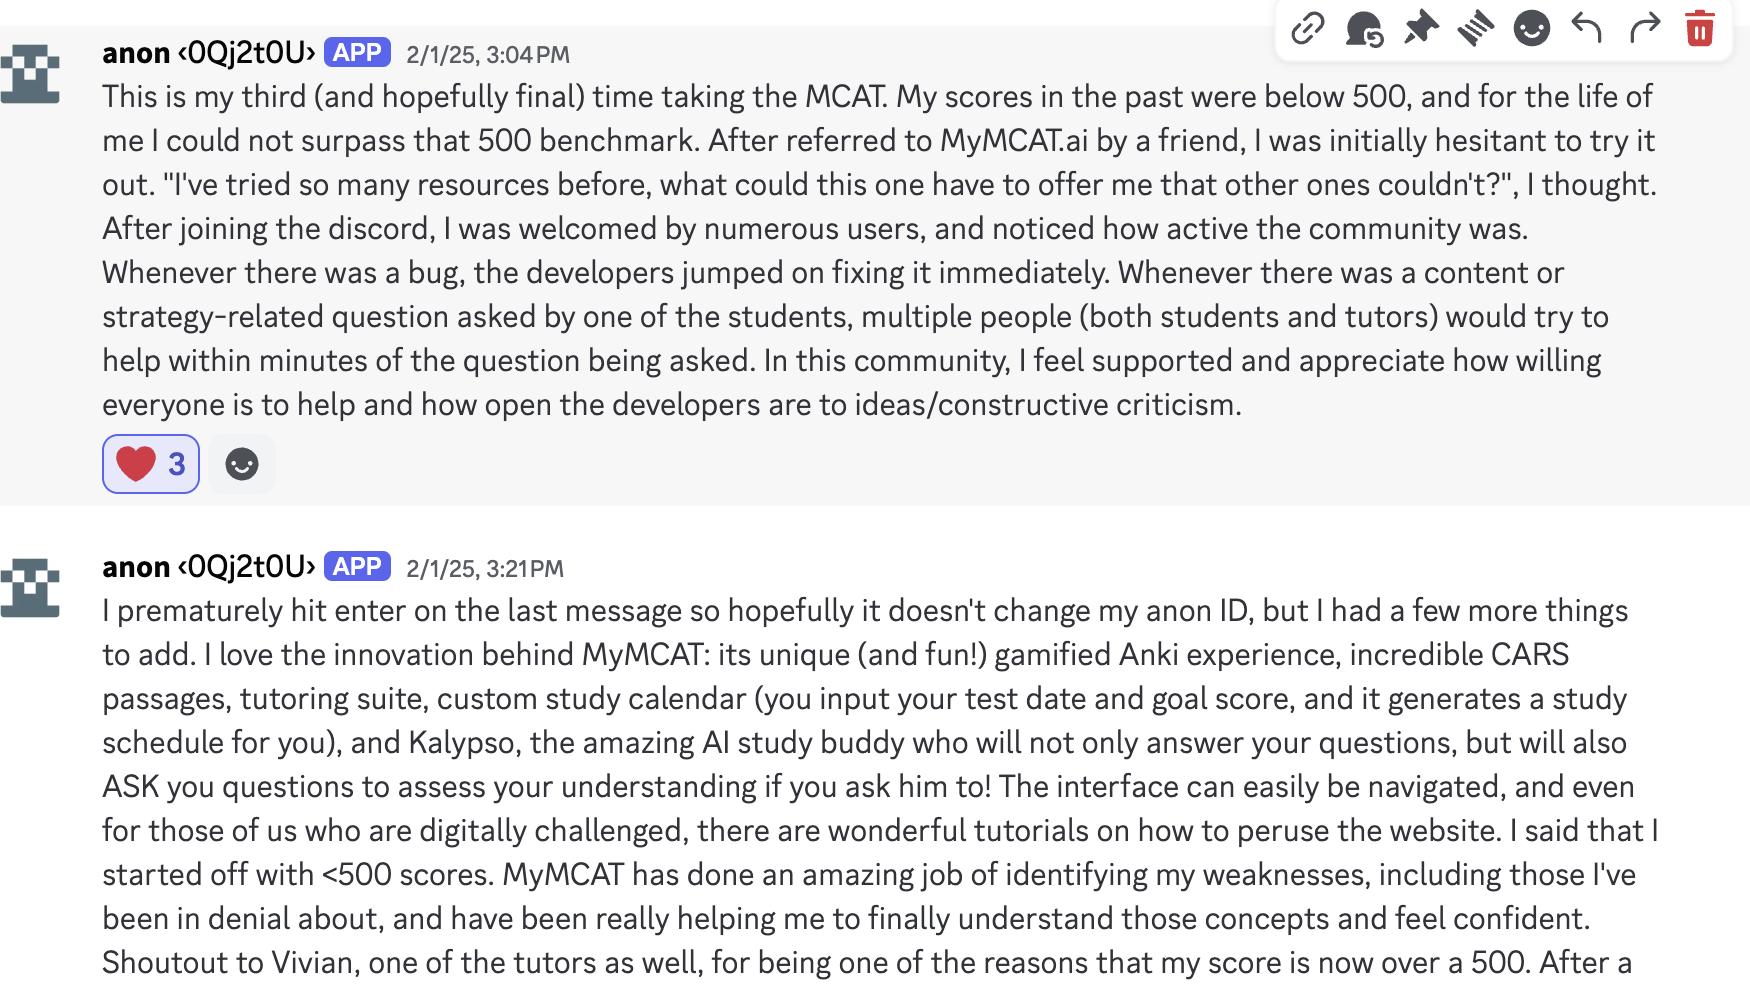 anon ‹0Qj2t0U› APP 2/1/25, 3:04 PM
This is my third (and hopefully final) time taking the MCAT. My scores in the past were below 500, and for the life of
me I could not surpass that 500 benchmark. After referred to MyMCAT.ai by a friend, I was initially hesitant to try it
out. "I've tried so many resources before, what could this one have to offer me that other ones couldn't?", I thought.
After joining the discord, I was welcomed by numerous users, and noticed how active the community was.
Whenever there was a bug, the developers jumped on fixing it immediately. Whenever there was a content or
strategy-related question asked by one of the students, multiple people (both students and tutors) would try to
help within minutes of the question being asked. In this community, I feel supported and appreciate how willing
everyone is to help and how open the developers are to ideas/constructive criticism.
3
anon ‹0Qj2t0U› APP 2/1/25, 3:21 PM
I prematurely hit enter on the last message so hopefully it doesn't change my anon ID, but I had a few more things
to add. I love the innovation behind MyMCAT: its unique (and fun!) gamified Anki experience, incredible CARS
passages, tutoring suite, custom study calendar (you input your test date and goal score, and it generates a study
schedule for you), and Kalypso, the amazing AI study buddy who will not only answer your questions, but will also
ASK you questions to assess your understanding if you ask him to! The interface can easily be navigated, and even
for those of us who are digitally challenged, there are wonderful tutorials on how to peruse the website. I said that I
started off with <500 scores. MyMCAT has done an amazing job of identifying my weaknesses, including those I've
been in denial about, and have been really helping me to finally understand those concepts and feel confident.
Shoutout to Vivian, one of the tutors as well, for being one of the reasons that my score is now over a 500. After a